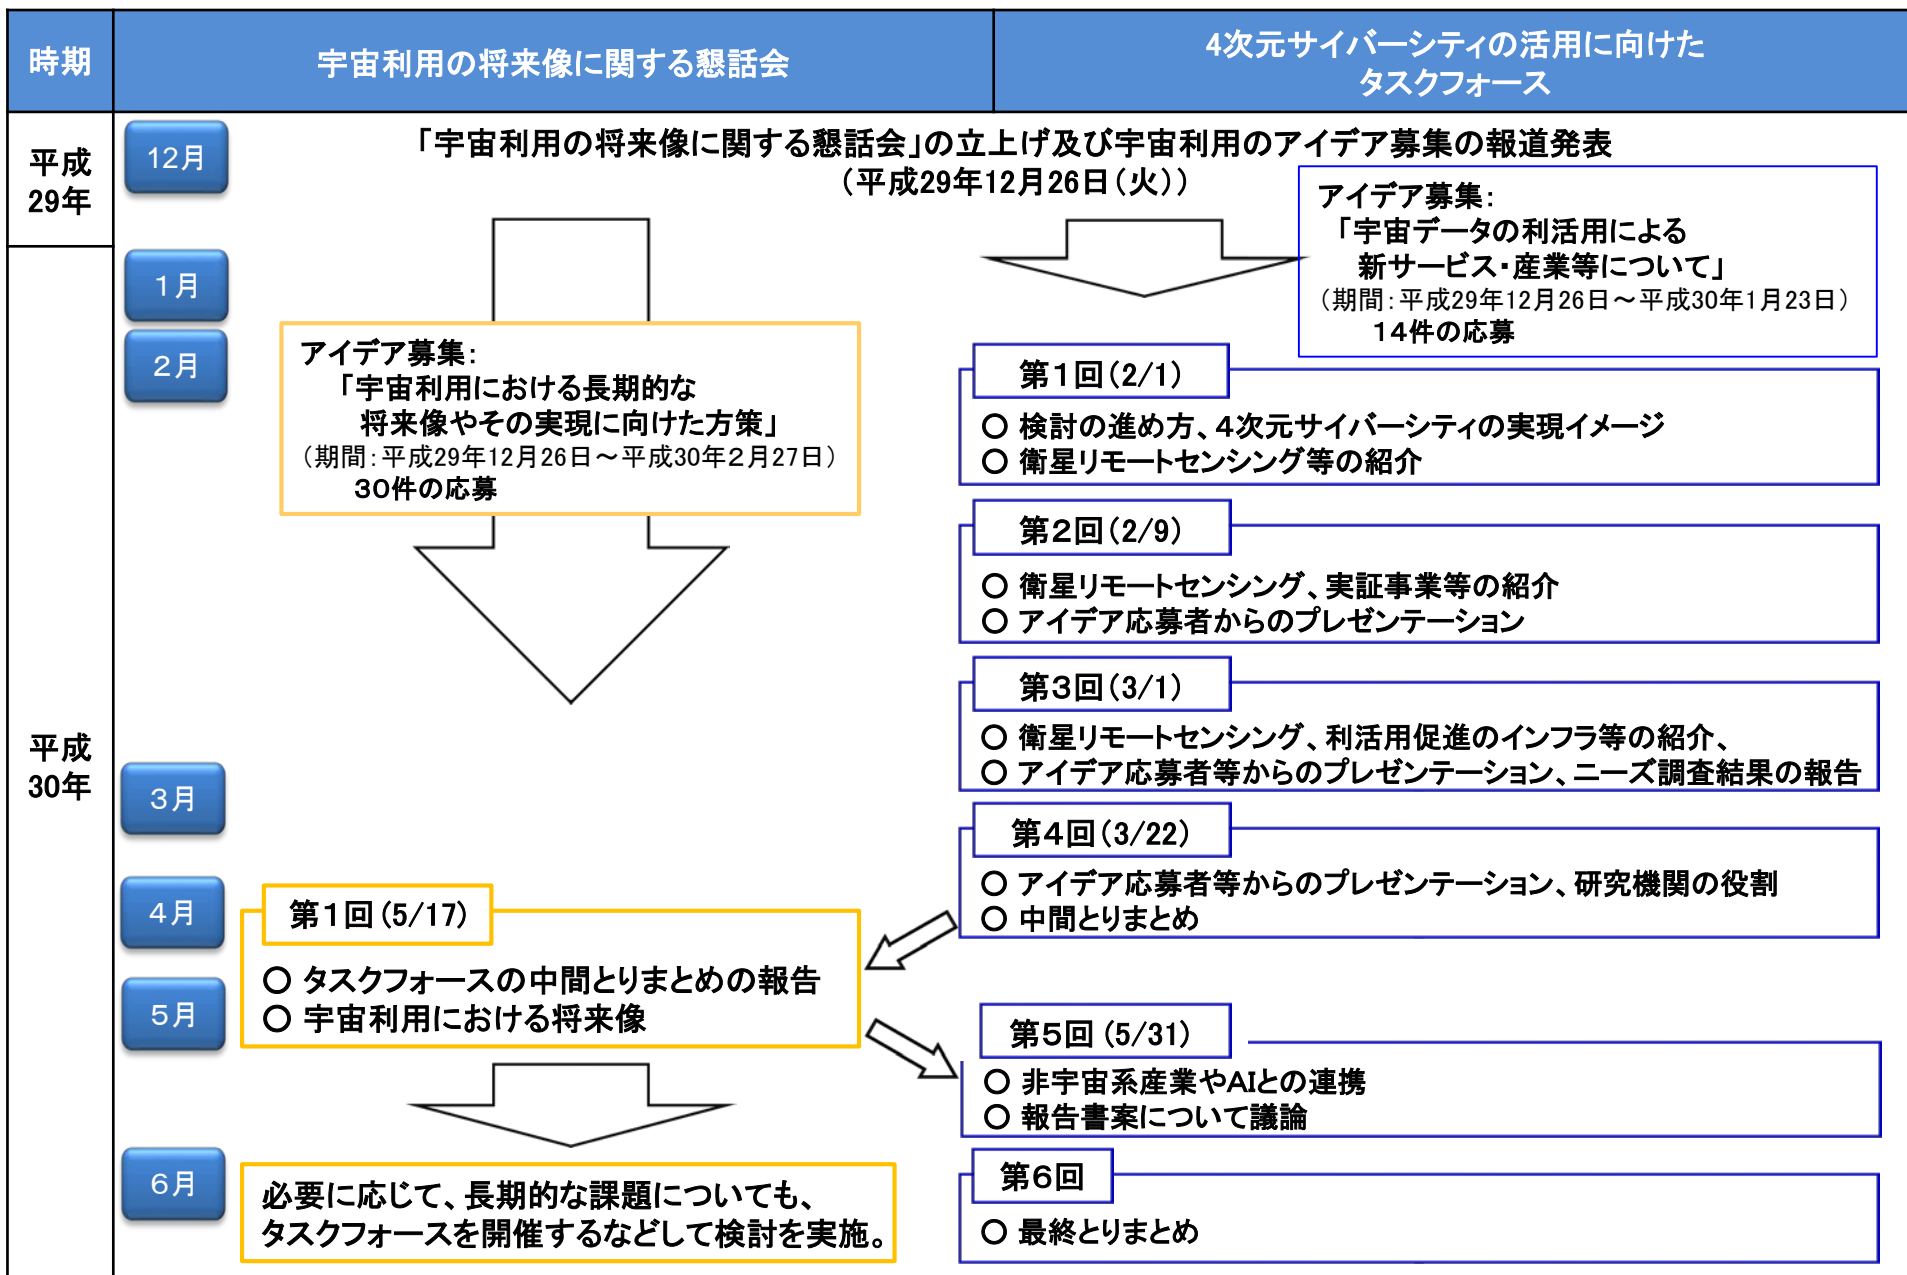 時期
宇宙利用の将来像に関する懇話会
4次元サイバーシティの活用に向けた
タスクフォース
平成
29年
12月
「宇宙利用の将来像に関する懇話会」の立上げ及び宇宙利用のアイデア募集の報道発表
（平成29年12月26日（火））
アイデア募集：
「宇宙データの利活用による
新サービス・産業等について」
（期間：平成29年12月26日～平成30年1月23日）
14件の応募
平成
30年
1月
2月
アイデア募集：
「宇宙利用における長期的な
将来像やその実現に向けた方策」
（期間：平成29年12月26日～平成30年2月27日）
30件の応募
第1回（2/1）
○ 検討の進め方、4次元サイバーシティの実現イメージ
○ 衛星リモートセンシング等の紹介
第2回（2/9）
○ 衛星リモートセンシング、実証事業等の紹介
○ アイデア応募者からのプレゼンテーション
第3回（3/1）
○ 衛星リモートセンシング、利活用促進のインフラ等の紹介、
○ アイデア応募者等からのプレゼンテーション、ニーズ調査結果の報告
3月
第4回（3/22）
○ アイデア応募者等からのプレゼンテーション、研究機関の役割
○ 中間とりまとめ
4月
第1回（5/17）
○ タスクフォースの中間とりまとめの報告
○ 宇宙利用における将来像
5月
第5回（5/31）
○ 非宇宙系産業やAIとの連携
○ 報告書案について議論
6月
必要に応じて、長期的な課題についても、
タスクフォースを開催するなどして検討を実施。
第6回
○ 最終とりまとめ